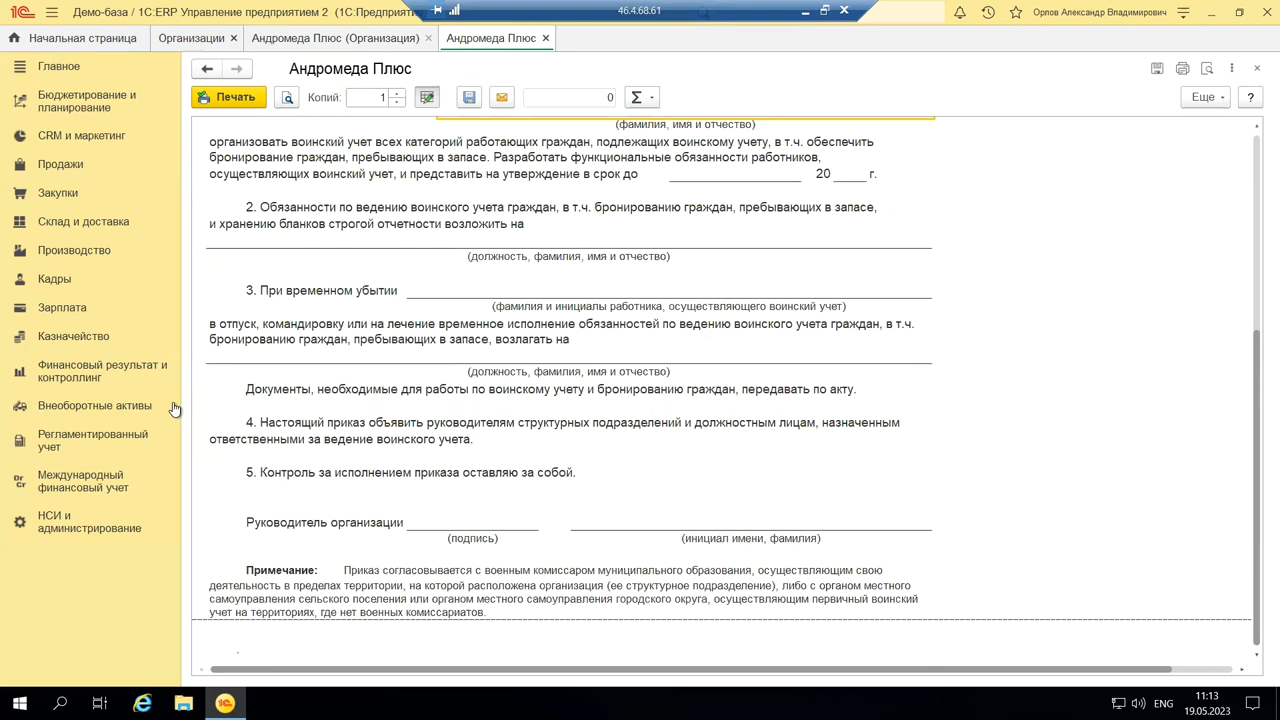 Демо-база / 1C:ERP Управление предприятием 2 (1С:Предприяти
46.4.68.61
Орлов Александр Владимирович
Начальная страница
Организации
Андромеда Плюс (Организация)
Андромеда Плюс
Главное
Бюджетирование и
планирование
CRM и маркетинг
Продажи
Закупки
Склад и доставка
Производство
Кадры
Зарплата
Казначейство
Финансовый результат и
контроллинг
Внеоборотные активы
Регламентированный
учет
Международный
финансовый учет
НСИ и
администрирование
Андромеда Плюс
Печать
Копий:
1
0
Σ
Еще
?
(фамилия, имя и отчество)
организовать воинский учет всех категорий работающих граждан, подлежащих воинскому учету, в т.ч. обеспечить
бронирование граждан, пребывающих в запасе. Разработать функциональные обязанности работников,
осуществляющих воинский учет, и представить на утверждение в срок до ____________ 20 ____ г.
2. Обязанности по ведению воинского учета граждан, в т.ч. бронированию граждан, пребывающих в запасе,
и хранению бланков строгой отчетности возложить на
(должность, фамилия, имя и отчество)
3. При временном убытии
(фамилия и инициалы работника, осуществляющего воинский учет)
в отпуск, командировку или на лечение временное исполнение обязанностей по ведению воинского учета граждан, в т.ч.
бронированию граждан, пребывающих в запасе, возлагать на
(должность, фамилия, имя и отчество)
Документы, необходимые для работы по воинскому учету и бронированию граждан, передавать по акту.
4. Настоящий приказ объявить руководителям структурных подразделений и должностным лицам, назначенным
ответственными за ведение воинского учета.
5. Контроль за исполнением приказа оставляю за собой.
Руководитель организации
(подпись) (инициал имени, фамилия)
Примечание: Приказ согласовывается с военным комиссаром муниципального образования, осуществляющим свою
деятельность в пределах территории, на которой расположена организация (ее структурное подразделение), либо с органом местного
самоуправления сельского поселения или органом местного самоуправления городского округа, осуществляющим первичный воинский
учет на территориях, где нет военных комиссариатов.
ENG
11:13
19.05.2023